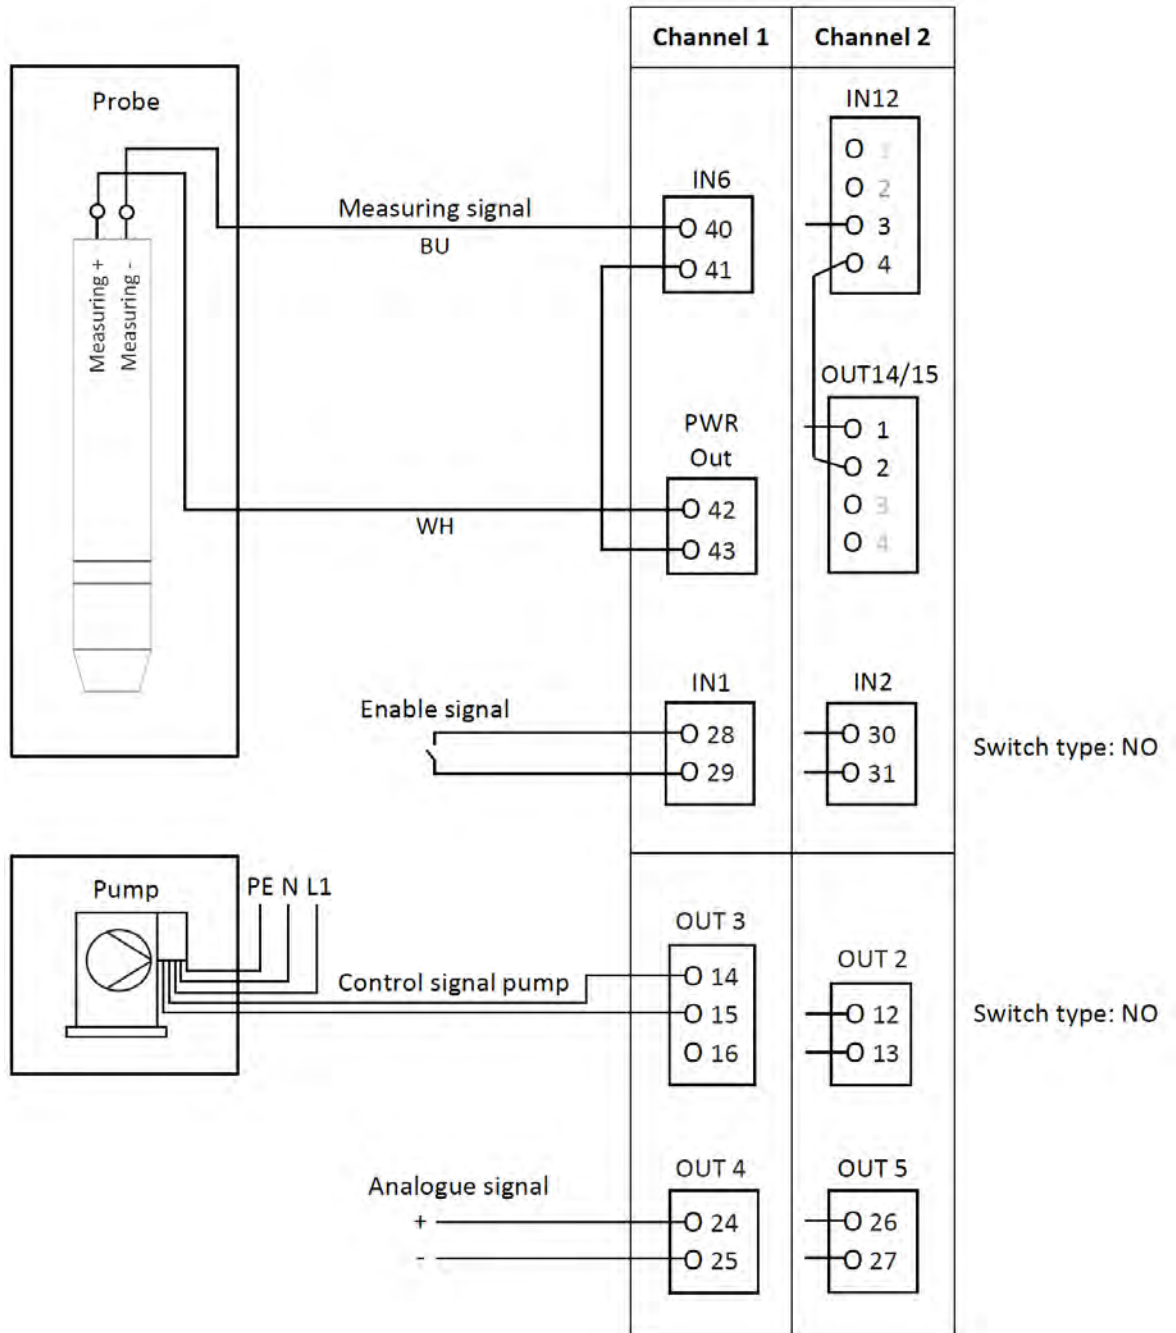 Channel 1 Channel 2
Probe
Measuring +
Measuring -
Measuring signal
BU
WH
IN6
40
41
PWR
Out
42
43
IN12
1
2
3
4
OUT14/15
1
2
3
4
Enable signal
IN1
28
29
IN2
30
31
Switch type: NO
Pump
PE N L1
Control signal pump
OUT 3
14
15
16
OUT 2
12
13
Switch type: NO
Analogue signal
+
-
OUT 4
24
25
OUT 5
26
27